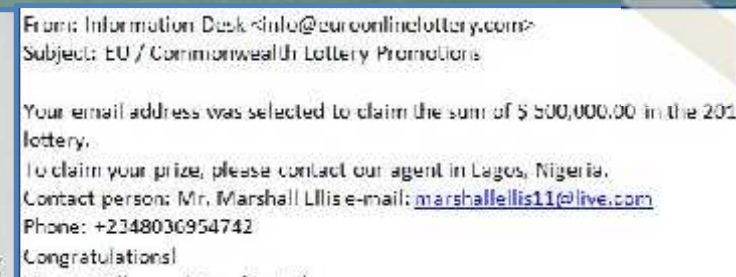 From: Information Desk <info@euroonlinelottery.com>
Subject: EU / Commonwealth Lottery Promotions
Your email address was selected to claim the sum of $ 500,000.00 in the 201
lottery.
To claim your prize, please contact our agent in Lagos, Nigeria.
Contact person: Mr. Marshall Ellis e-mail: marshallellis11@live.com
Phone: +2348036954742
Congratulations!